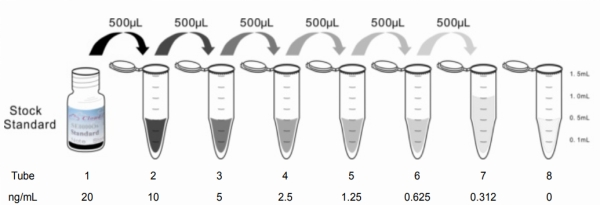 500µL 500µL 500µL 500µL 500µL 500µL
Stock
Standard
Standard
1.5mL
1.0mL
0.5mL
0.1mL
Tube 1 2 3 4 5 6 7 8
ng/mL 20 10 5 2.5 1.25 0.625 0.312 0